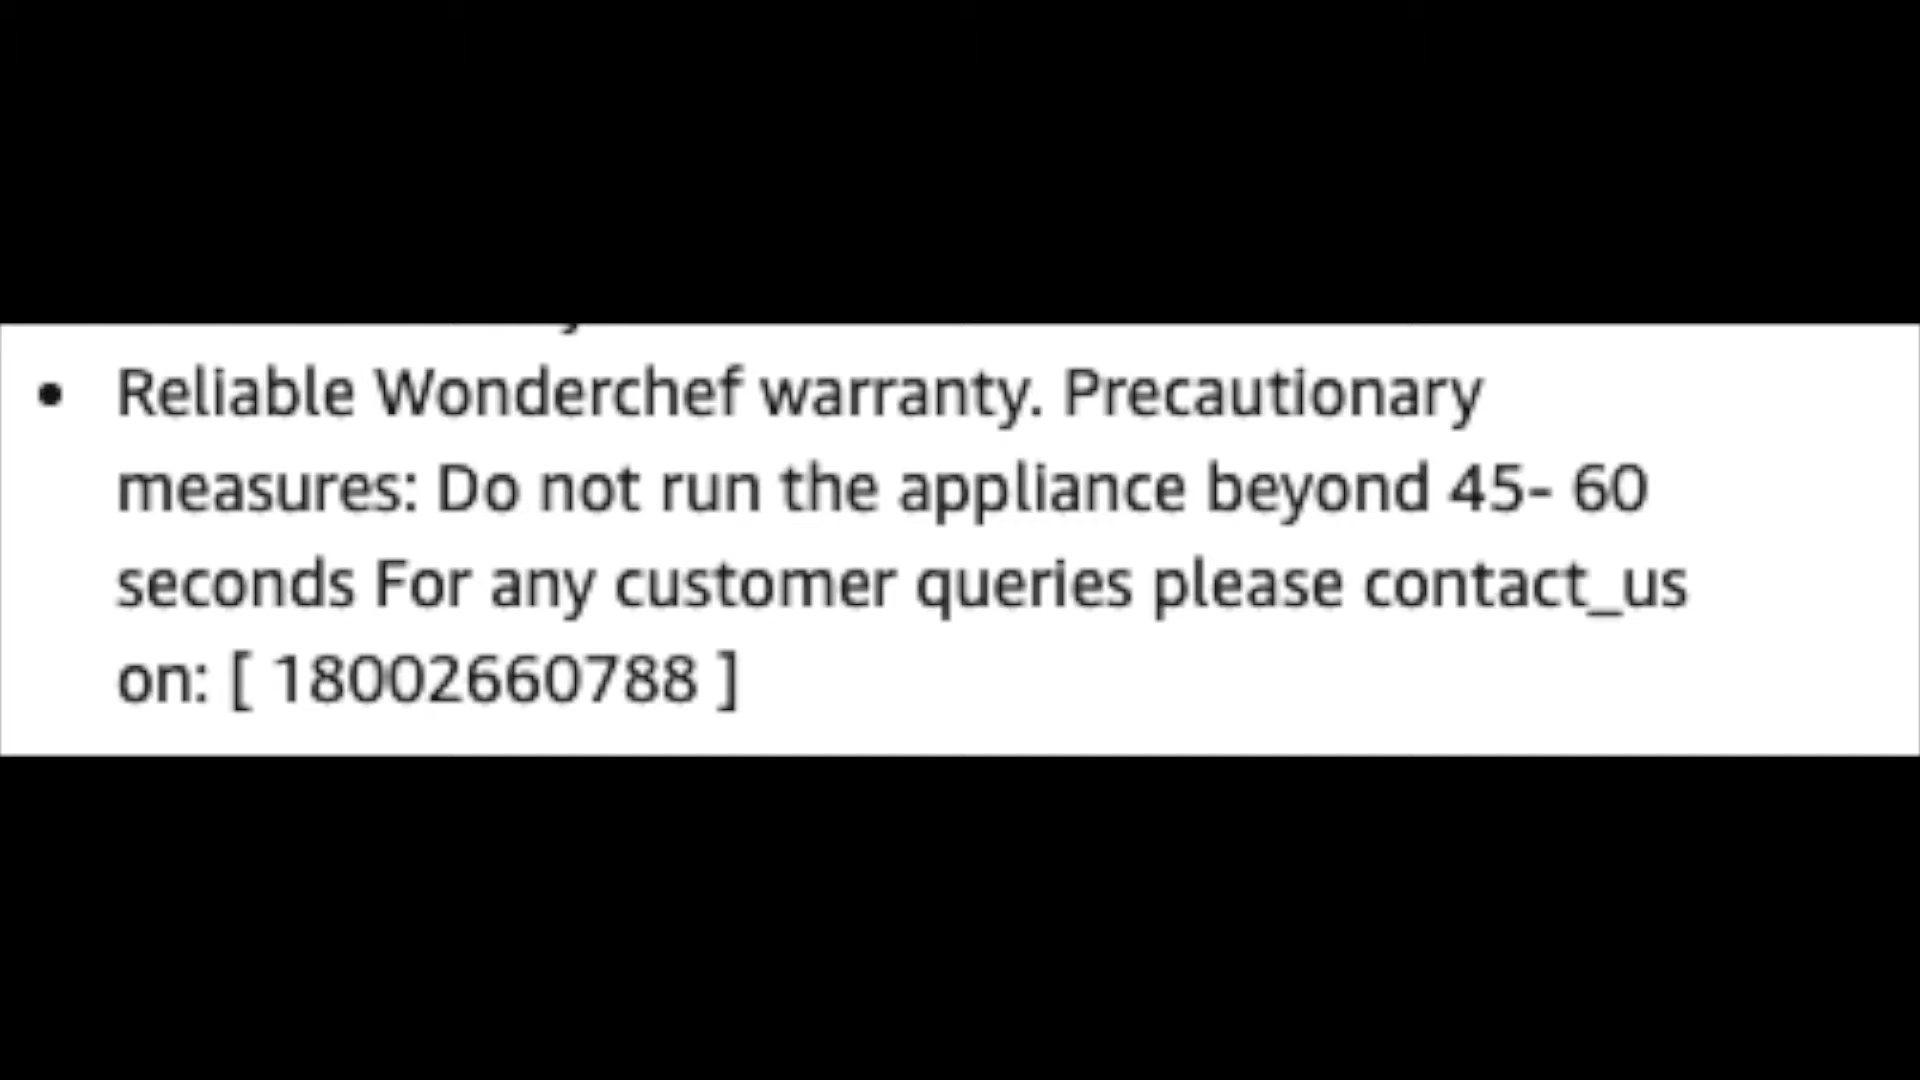 • Reliable Wonderchef warranty. Precautionary
measures: Do not run the appliance beyond 45- 60
seconds For any customer queries please contact_us
on: [ 18002660788 ]